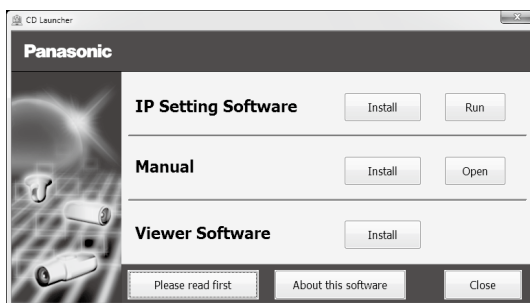 CD Launcher
Panasonic
IP Setting Software Install Run
Manual Install Open
Viewer Software Install
Please read first About this software Close